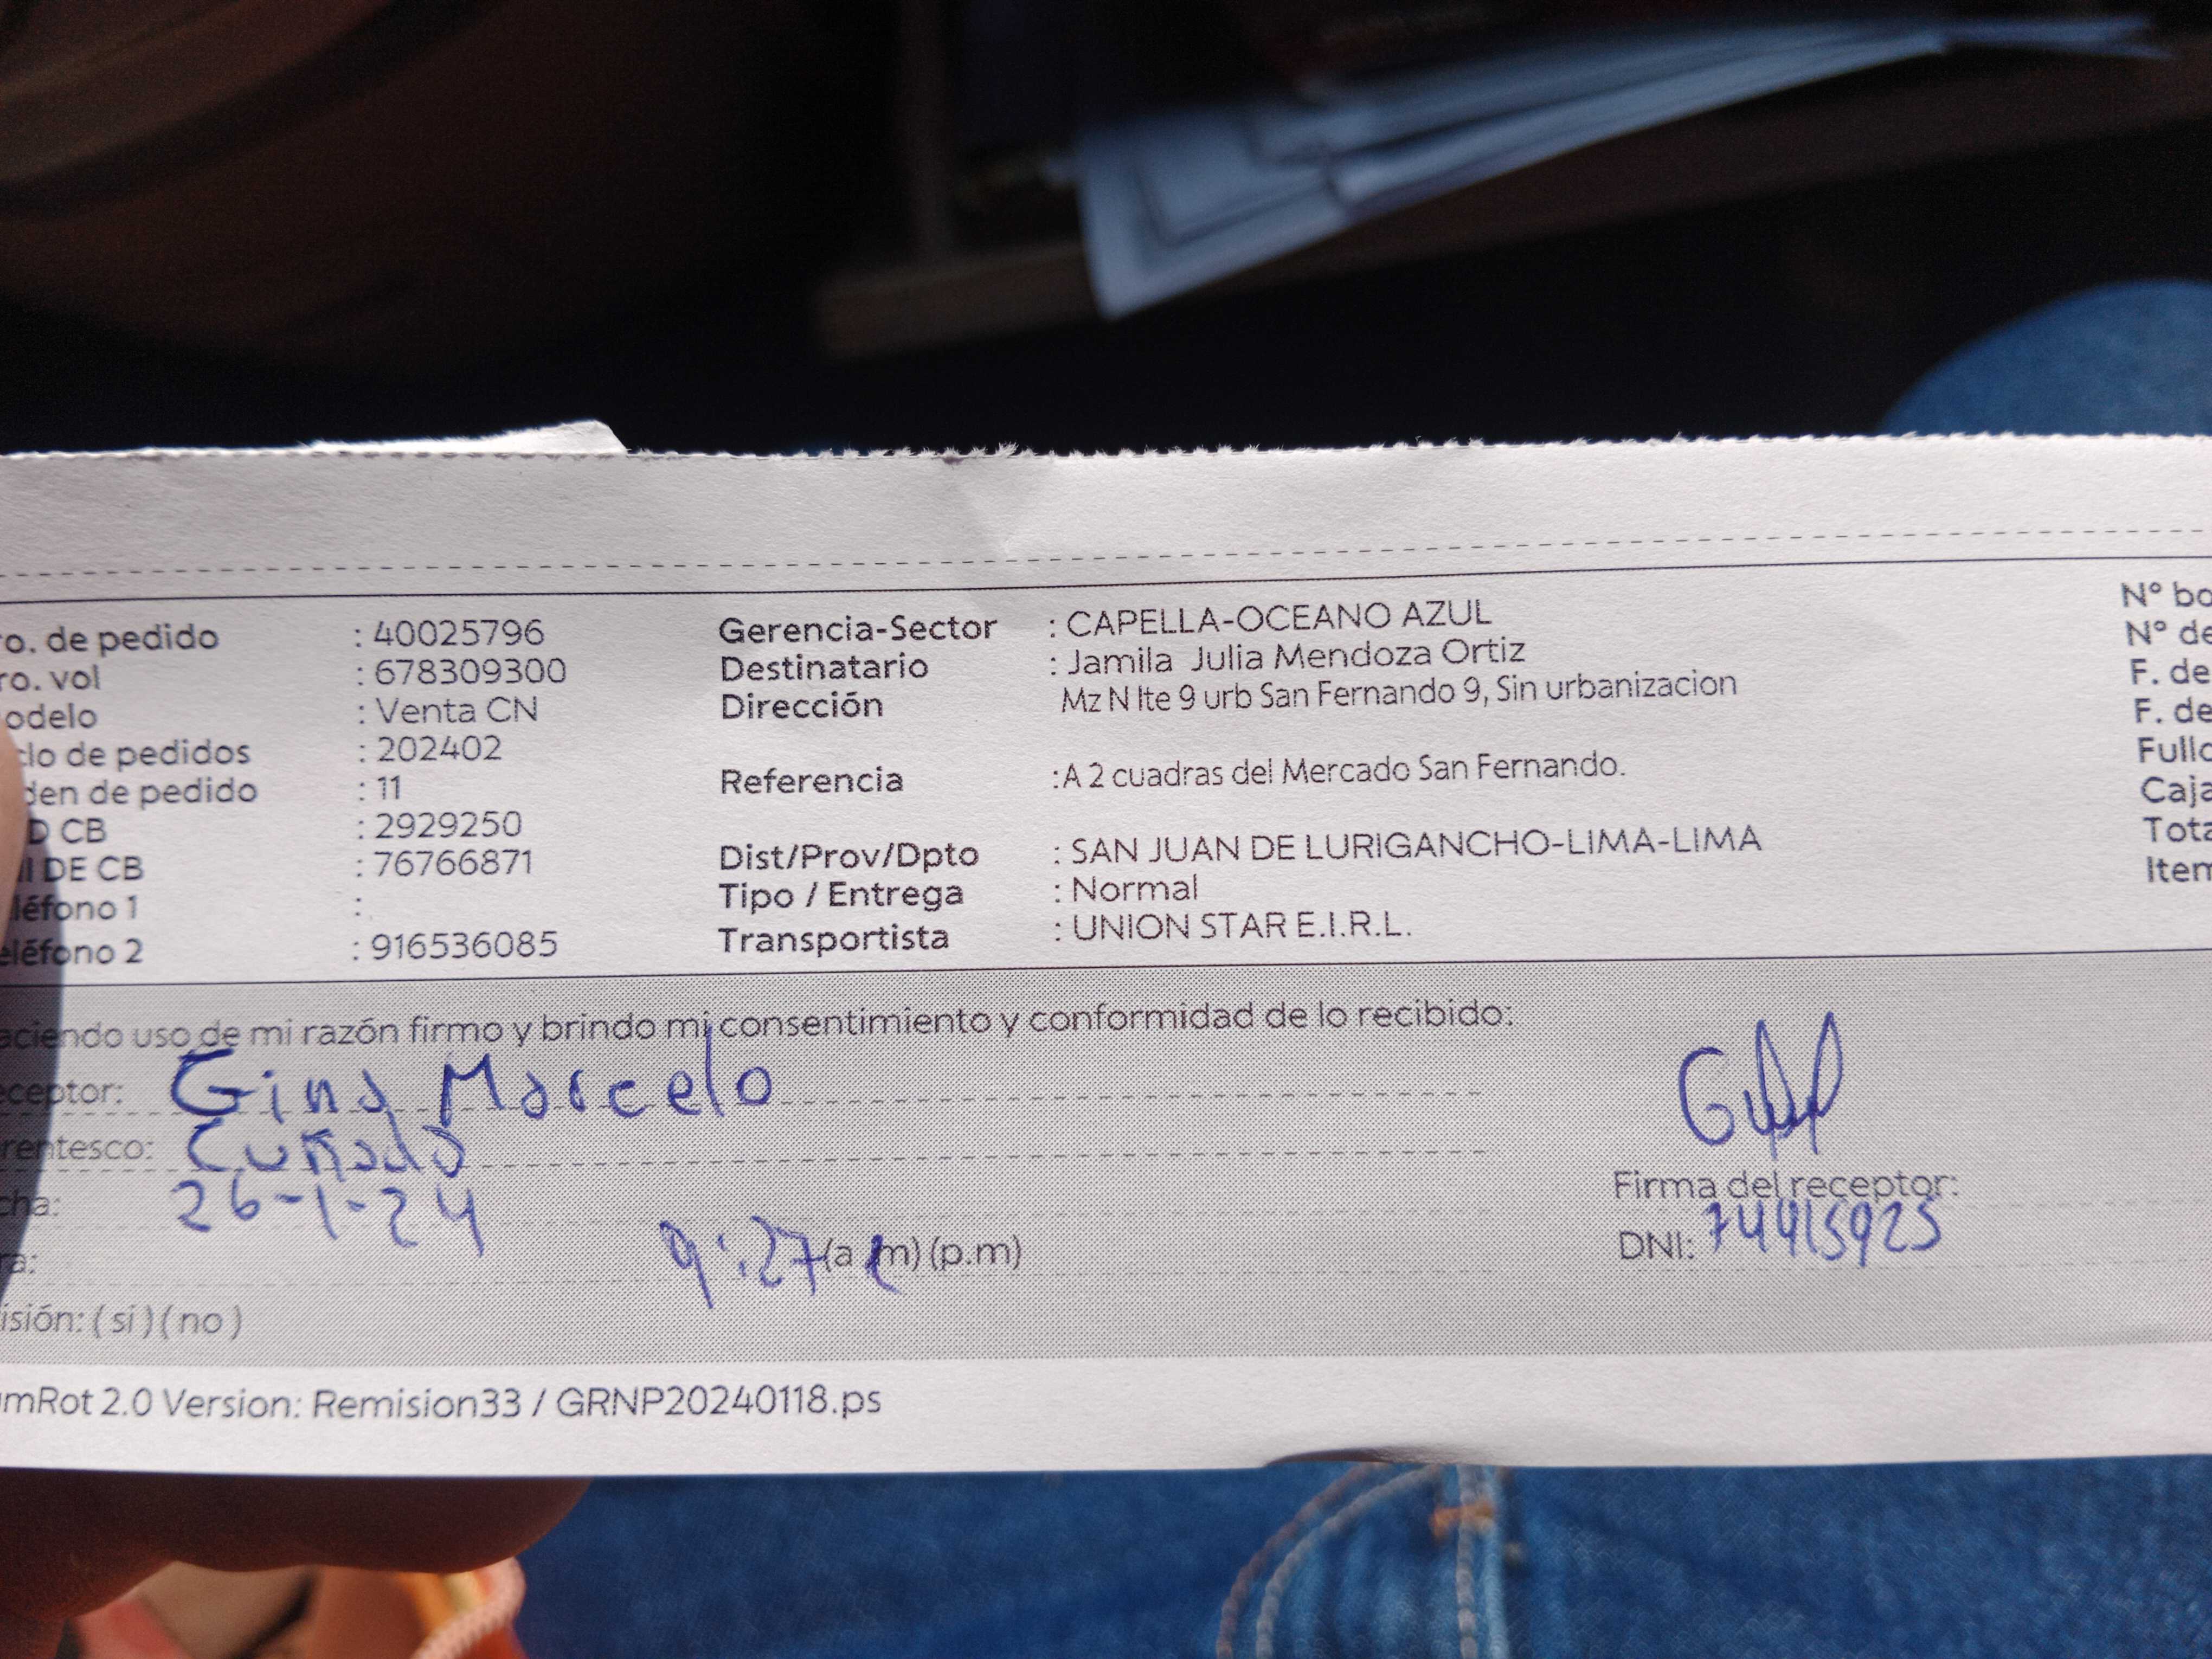 ro. de pedido : 40025796 Gerencia-Sector : CAPELLA-OCEANO AZUL Nº bo
ro. vol : 678309300 Destinatario : Jamila Julia Mendoza Ortiz Nº de
odelo : Venta CN Dirección Mz N lte 9 urb San Fernando 9, Sin urbanizacion F. de
clo de pedidos : 202402 F. de
den de pedido : 11 Referencia :A 2 cuadras del Mercado San Fernando. Fullc
D CB : 2929250 Caja
I DE CB : 76766871 Dist/Prov/Dpto : SAN JUAN DE LURIGANCHO-LIMA-LIMA Tota
léfono 1 : Tipo / Entrega : Normal Item
eléfono 2 : 916536085 Transportista : UNION STAR E.I.R.L.
aciendo uso de mi razón firmo y brindo mi consentimiento y conformidad de lo recibido:
eceptor: Gina Marcelo
rentesco: Cuñada
cha: 26-1-24 Firma del receptor:
ra: 9:27 (a m) (p.m) DNI: 74415925
isión: ( si ) ( no )
mRot 2.0 Version: Remision33 / GRNP20240118.ps